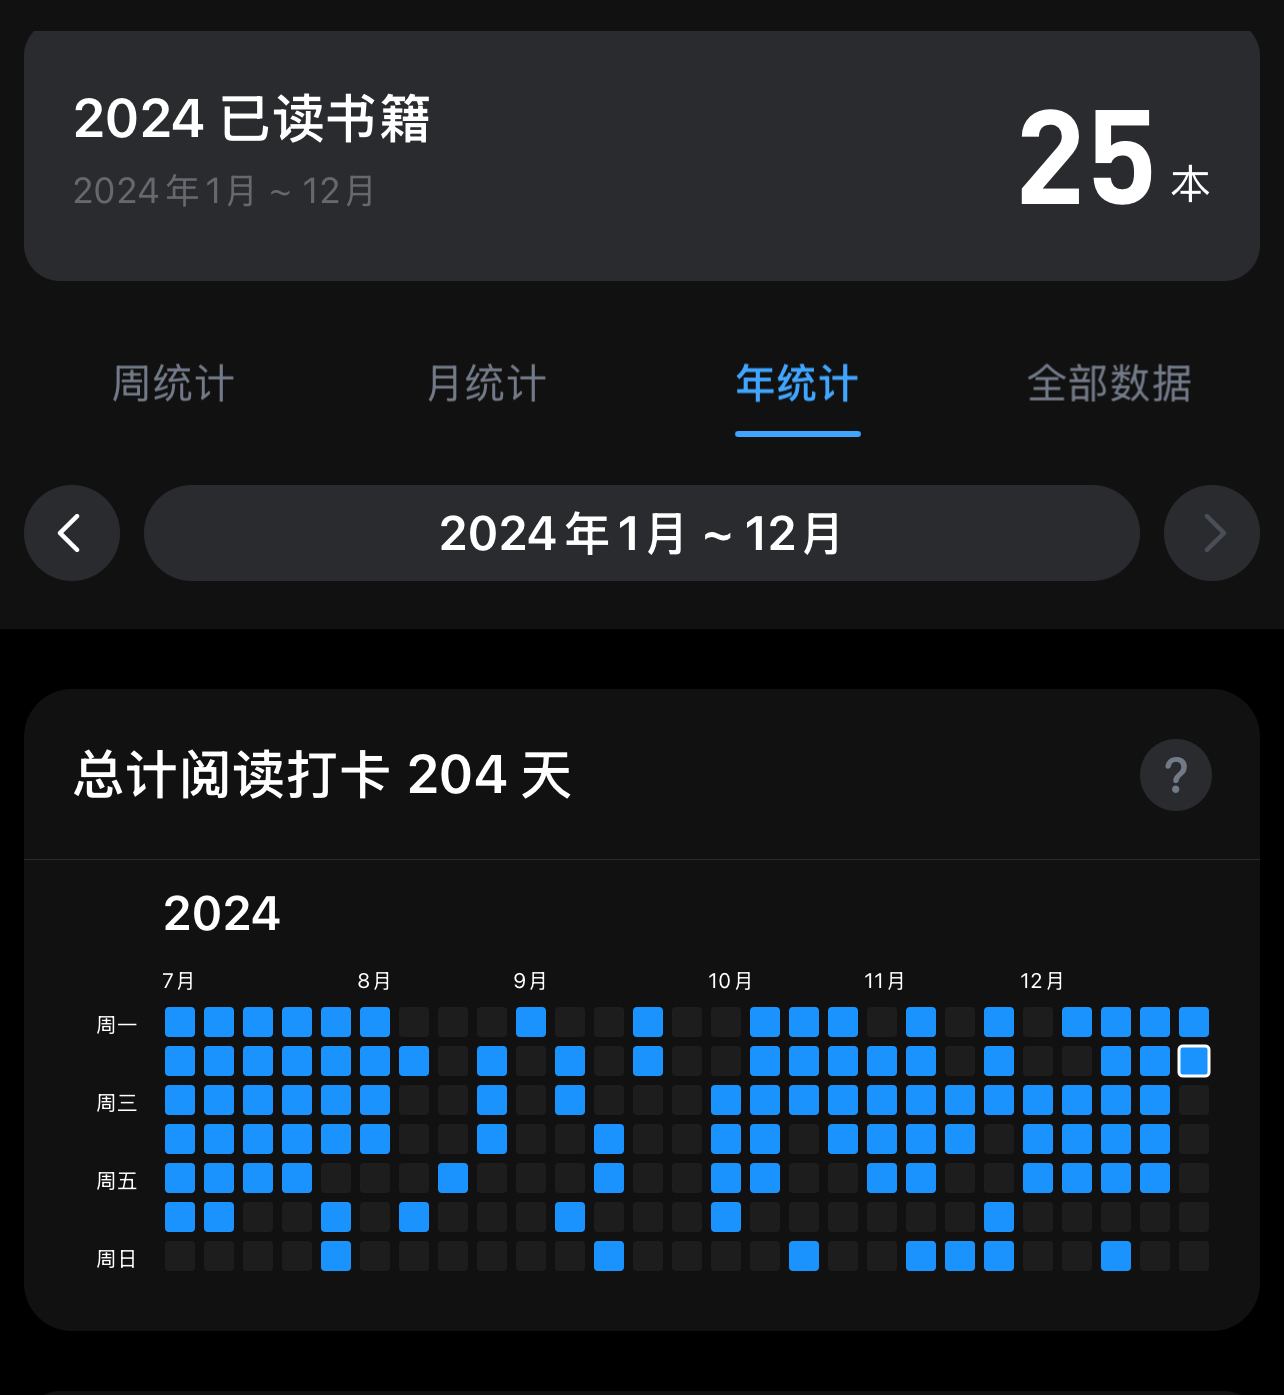 2024 已读书籍
2024年1月 ~ 12月
25 本
周统计 月统计 年统计 全部数据
2024年1月 ~ 12月
总计阅读打卡 204 天
?
2024
7月 8月 9月 10月 11月 12月
周一
周三
周五
周日